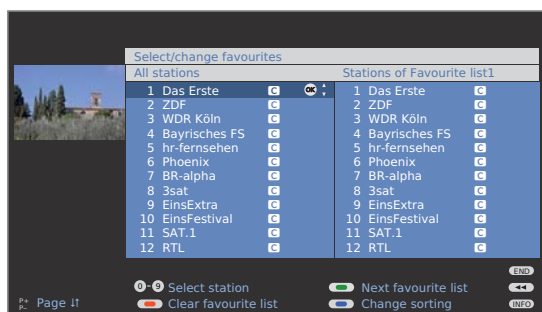 Select/change favourites
All stations Stations of Favourite list1
1 Das Erste C OK 1 Das Erste C
2 ZDF C 2 ZDF C
3 WDR Köln C 3 WDR Köln C
4 Bayrisches FS C 4 Bayrisches FS C
5 hr-fernsehen C 5 hr-fernsehen C
6 Phoenix C 6 Phoenix C
7 BR-alpha C 7 BR-alpha C
8 3sat C 8 3sat C
9 EinsExtra C 9 EinsExtra C
10 EinsFestival C 10 EinsFestival C
11 SAT.1 C 11 SAT.1 C
12 RTL C 12 RTL C
END
0-9 Select station Next favourite list
P+ P- Page Clear favourite list Change sorting INFO